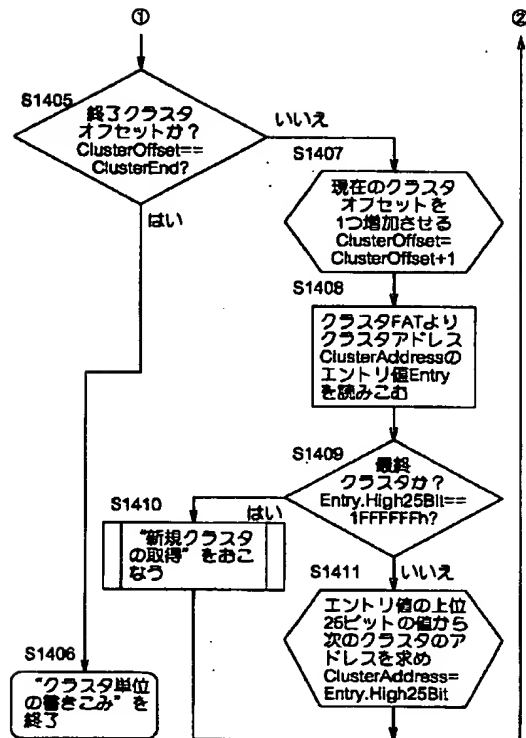 ①
②
S1405
終了クラスタ
オフセットか？
ClusterOffset==
ClusterEnd?
いいえ
はい
S1407
現在のクラスタ
オフセットを
1つ増加させる
ClusterOffset=
ClusterOffset+1
S1408
クラスタFATより
クラスタアドレス
ClusterAddressの
エントリ値Entry
を読みこむ
S1409
最終
クラスタか？
Entry.High25Bit==
1FFFFFFh?
はい
S1410
“新規クラスタ
の取得”をおこ
なう
いいえ
S1411
エントリ値の上位
25ビットの値から
次のクラスタのア
ドレスを求め
ClusterAddress=
Entry.High25Bit
S1406
“クラスタ単位
の書きこみ”を
終了